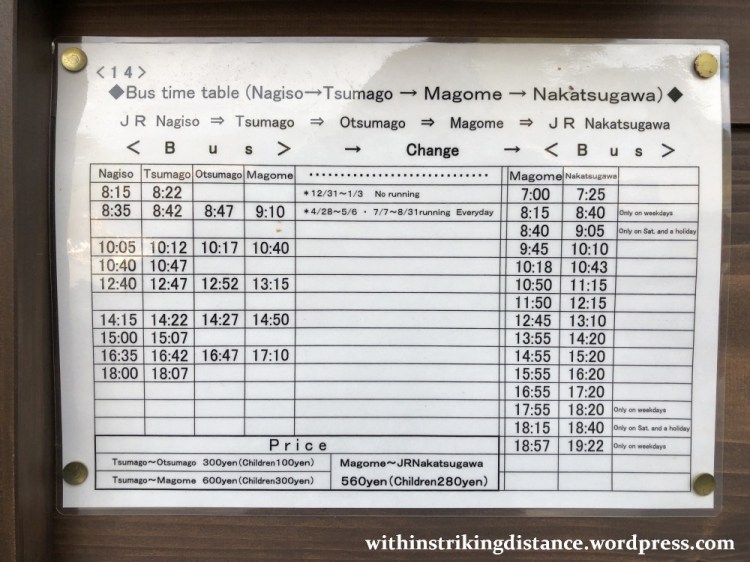 <14>
◆Bus time table (Nagiso→Tsumago → Magome → Nakatsugawa)◆
JR Nagiso ⇒ Tsumago ⇒ Otsumago ⇒ Magome ⇒ JR Nakatsugawa
< Bus > → Change → < Bus >
Nagiso Tsumago Otsumago Magome ······························ Magome Nakatsugawa
8:15 8:22 *12/31~1/3 No running 7:00 7:25
8:35 8:42 8:47 9:10 *4/28~5/6 ・ 7/7~8/31running Everyday 8:15 8:40 Only on weekdays
8:40 9:05 Only on Sat. and a holiday
10:05 10:12 10:17 10:40 9:45 10:10
10:40 10:47 10:18 10:43
12:40 12:47 12:52 13:15 10:50 11:15
11:50 12:15
14:15 14:22 14:27 14:50 12:45 13:10
15:00 15:07 13:55 14:20
16:35 16:42 16:47 17:10 14:55 15:20
18:00 18:07 15:55 16:20
16:55 17:20
17:55 18:20 Only on weekdays
18:15 18:40 Only on Sat. and a holiday
18:57 19:22 Only on weekdays
Price
Tsumago~Otsumago 300yen(Children100yen) Magome~JRNakatsugawa
Tsumago~Magome 600yen(Children300yen) 560yen(Children280yen)
withinstrikingdistance.wordpress.com